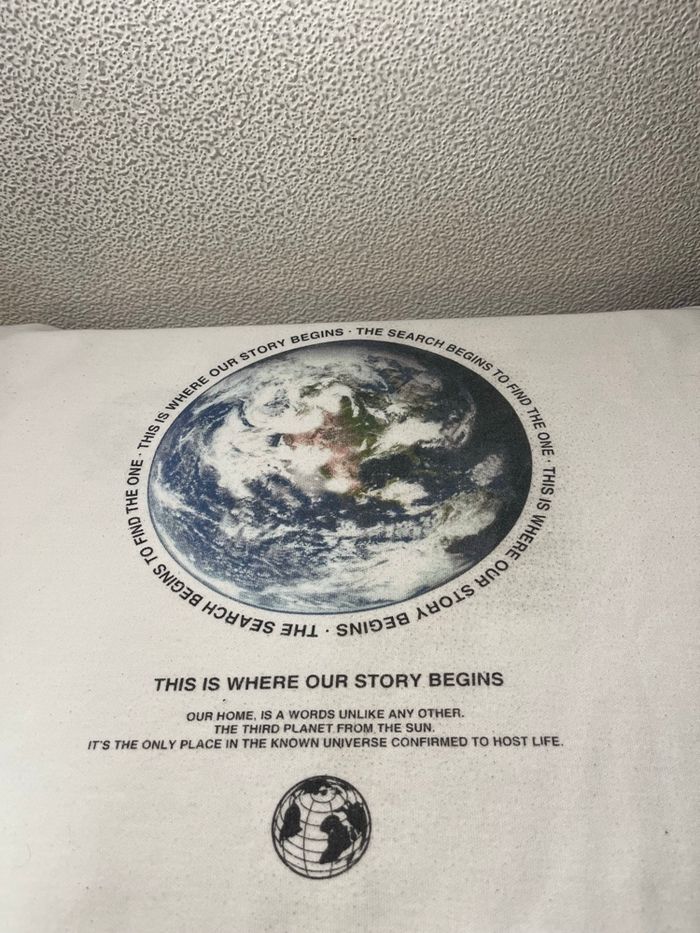 THIS IS WHERE OUR STORY BEGINS · THE SEARCH BEGINS TO FIND THE ONE · THIS IS WHERE OUR STORY BEGINS · THE SEARCH BEGINS TO FIND THE ONE ·
THIS IS WHERE OUR STORY BEGINS
OUR HOME, IS A WORDS UNLIKE ANY OTHER.
THE THIRD PLANET FROM THE SUN.
IT'S THE ONLY PLACE IN THE KNOWN UNIVERSE CONFIRMED TO HOST LIFE.